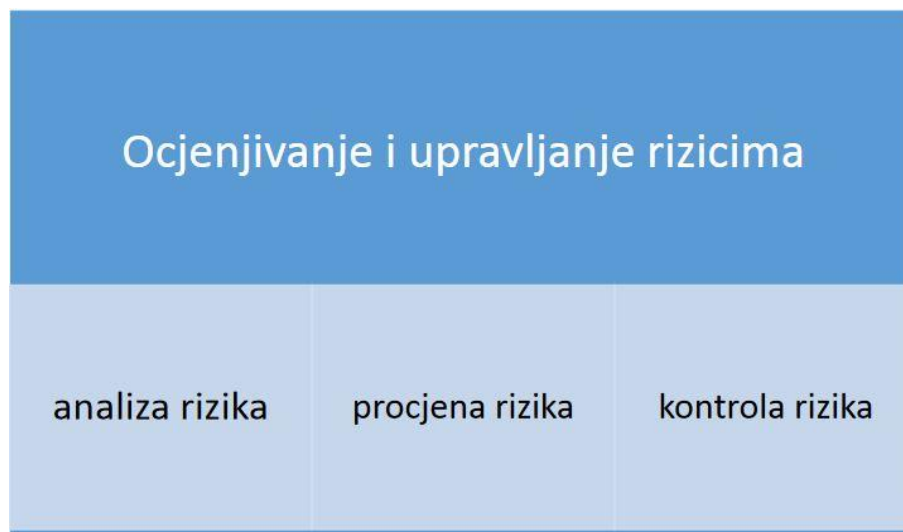 Ocjenjivanje i upravljanje rizicima
analiza rizika
procjena rizika
kontrola rizika